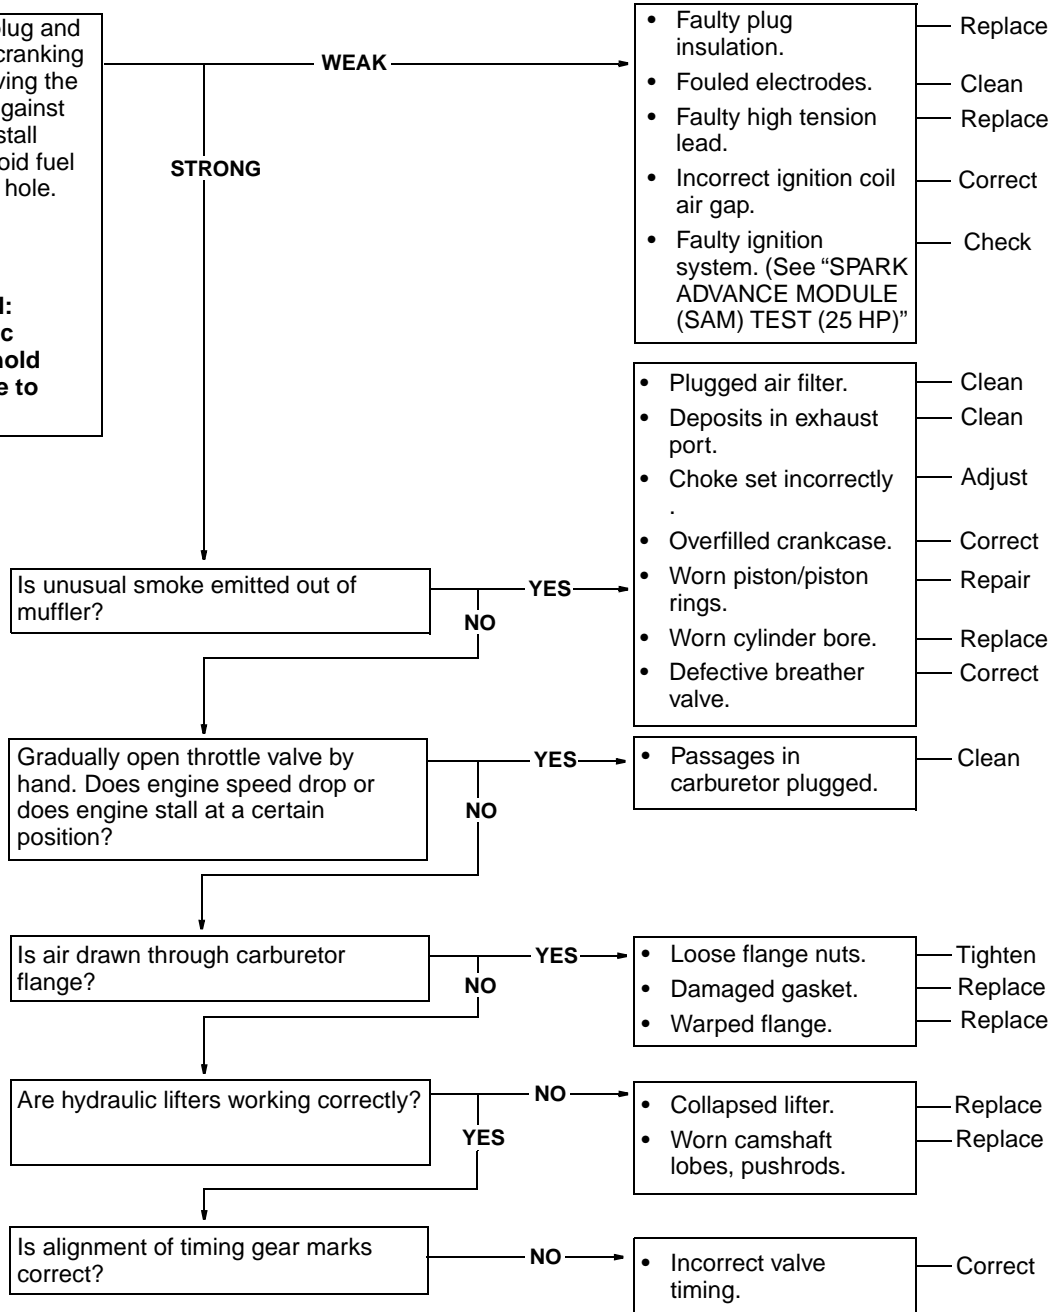 plug and
cranking
ving the
gainst
stall
oid fuel
hole.
l:
c
hold
e to
WEAK
STRONG
• Faulty plug
insulation.
• Fouled electrodes.
• Faulty high tension
lead.
• Incorrect ignition coil
air gap.
• Faulty ignition
system. (See “SPARK
ADVANCE MODULE
(SAM) TEST (25 HP)”
Replace
Clean
Replace
Correct
Check
Is unusual smoke emitted out of
muffler?
YES
NO
• Plugged air filter.
• Deposits in exhaust
port.
• Choke set incorrectly
.
• Overfilled crankcase.
• Worn piston/piston
rings.
• Worn cylinder bore.
• Defective breather
valve.
Clean
Clean
Adjust
Correct
Repair
Replace
Correct
Gradually open throttle valve by
hand. Does engine speed drop or
does engine stall at a certain
position?
YES
NO
• Passages in
carburetor plugged.
Clean
Is air drawn through carburetor
flange?
YES
NO
• Loose flange nuts.
• Damaged gasket.
• Warped flange.
Tighten
Replace
Replace
Are hydraulic lifters working correctly?
NO
YES
• Collapsed lifter.
• Worn camshaft
lobes, pushrods.
Replace
Replace
Is alignment of timing gear marks
correct?
NO
• Incorrect valve
timing.
Correct